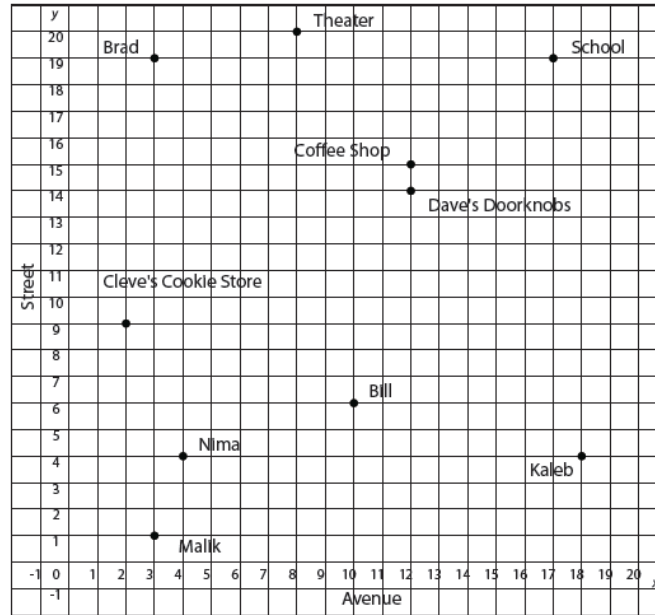 y
Theater
20
Brad
School
19
18
17
16
Coffee Shop
15
14
Dave's Doorknobs
13
12
11
Street
Cleve's Cookie Store
10
9
8
7
Bill
6
5
Nima
4
Kaleb
3
2
1
Malik
-1 0 1 2 3 4 5 6 7 8 9 10 11 12 13 14 15 16 17 18 19 20 x
-1
Avenue